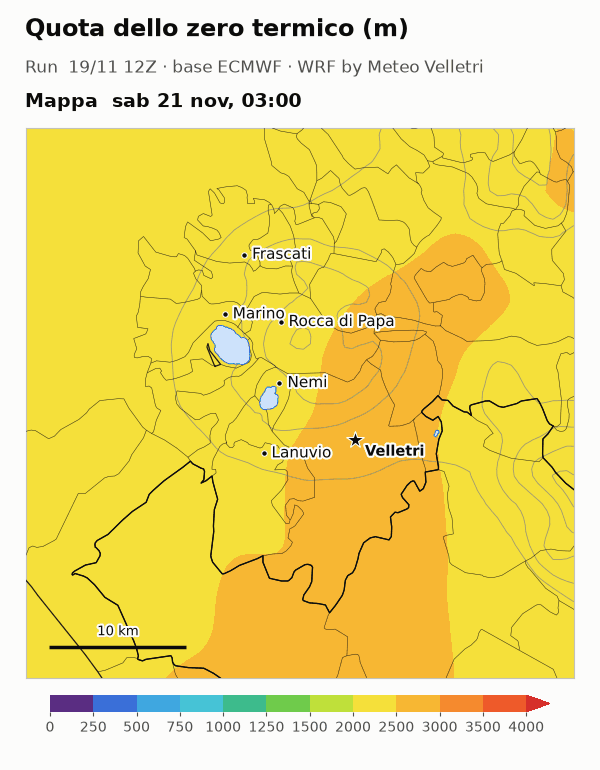 Quota dello zero termico (m)
Run 19/11 12Z · base ECMWF · WRF by Meteo Velletri
Mappa sab 21 nov, 03:00
Frascati
Marino
Rocca di Papa
Nemi
Velletri
Lanuvio
10 km
0 250 500 750 1000 1250 1500 2000 2500 3000 3500 4000